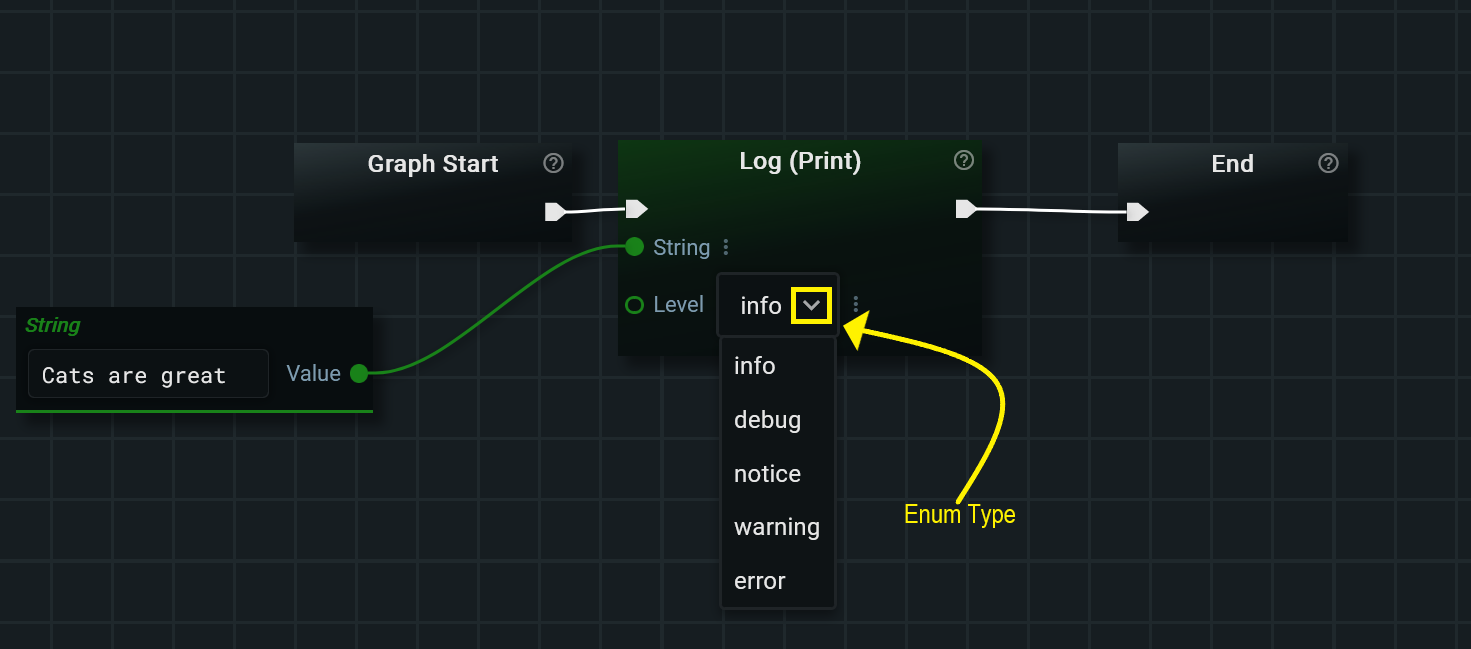 Graph Start
Log (Print)
End
String
Level
info
String
Cats are great
Value
info
debug
notice
warning
error
Enum Type